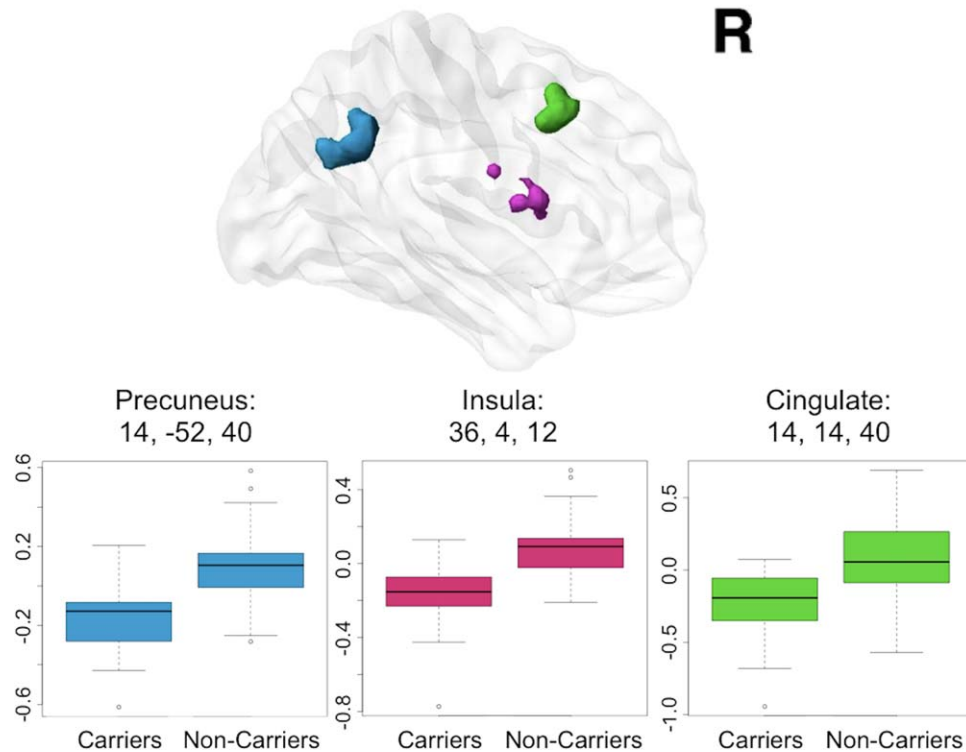 R
Precuneus:
14, -52, 40
Insula:
36, 4, 12
Cingulate:
14, 14, 40
0.6
0.2
-0.2
-0.6
Carriers Non-Carriers
0.4
0.0
-0.4
-0.8
Carriers Non-Carriers
0.5
0.0
-0.5
-1.0
Carriers Non-Carriers